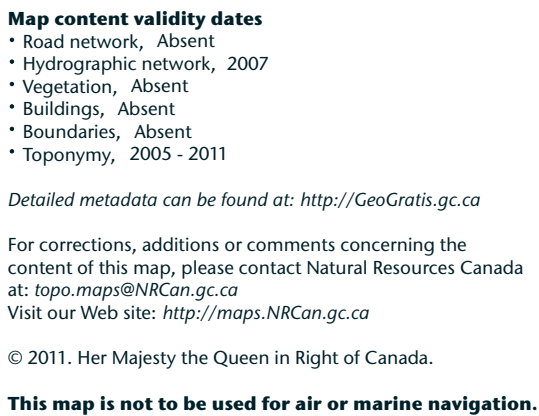 Map content validity dates
• Road network, Absent
• Hydrographic network, 2007
• Vegetation, Absent
• Buildings, Absent
• Boundaries, Absent
• Toponymy, 2005 - 2011
Detailed metadata can be found at: http://GeoGratis.gc.ca
For corrections, additions or comments concerning the
content of this map, please contact Natural Resources Canada
at: topo.maps@NRCan.gc.ca
Visit our Web site: http://maps.NRCan.gc.ca
© 2011. Her Majesty the Queen in Right of Canada.
This map is not to be used for air or marine navigation.